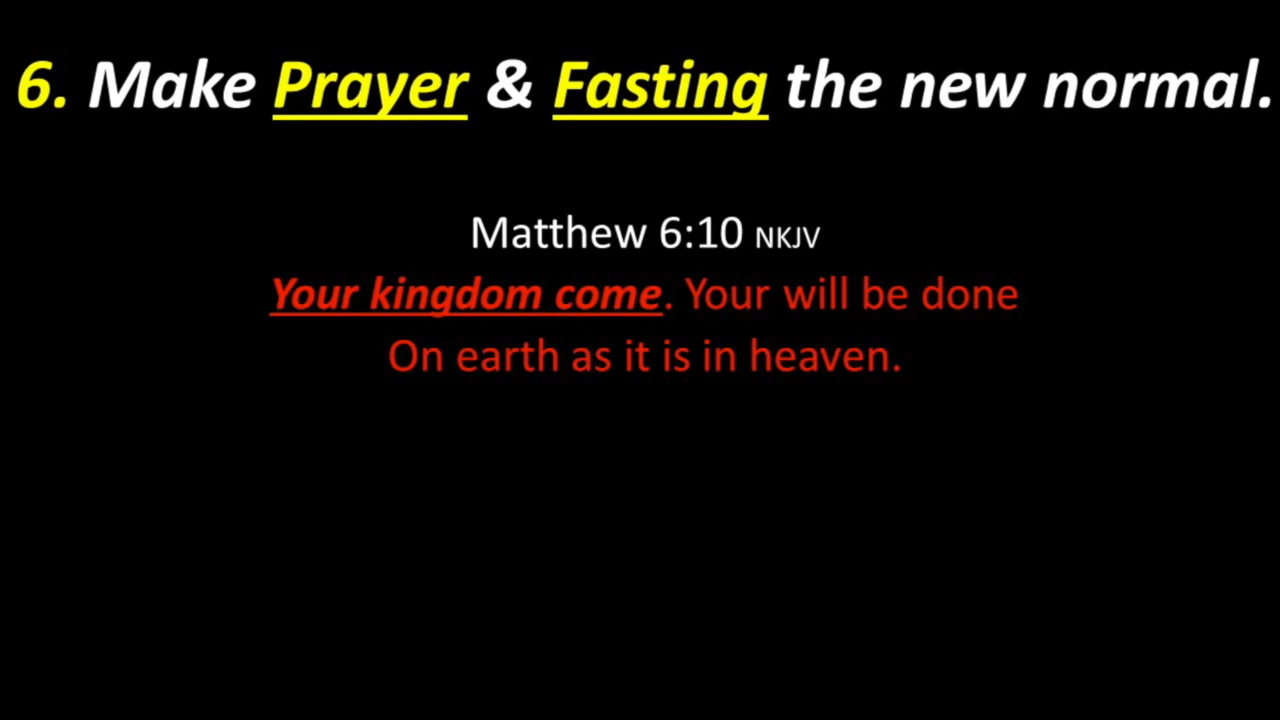 6. Make Prayer & Fasting the new normal.
Matthew 6:10 NKJV
Your kingdom come. Your will be done
On earth as it is in heaven.